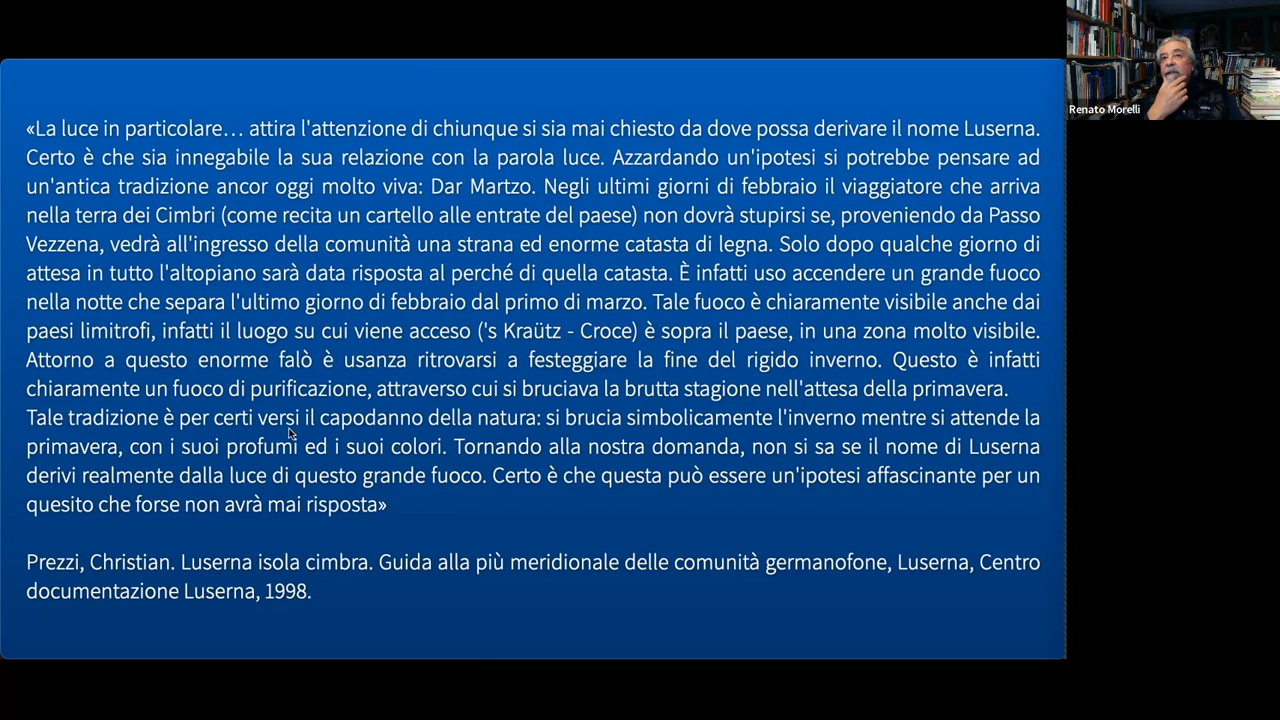 «La luce in particolare… attira l'attenzione di chiunque si sia mai chiesto da dove possa derivare il nome Luserna.
Certo è che sia innegabile la sua relazione con la parola luce. Azzardando un'ipotesi si potrebbe pensare ad
un'antica tradizione ancor oggi molto viva: Dar Martzo. Negli ultimi giorni di febbraio il viaggiatore che arriva
nella terra dei Cimbri (come recita un cartello alle entrate del paese) non dovrà stupirsi se, proveniendo da Passo
Vezzena, vedrà all'ingresso della comunità una strana ed enorme catasta di legna. Solo dopo qualche giorno di
attesa in tutto l'altopiano sarà data risposta al perché di quella catasta. È infatti uso accendere un grande fuoco
nella notte che separa l'ultimo giorno di febbraio dal primo di marzo. Tale fuoco è chiaramente visibile anche dai
paesi limitrofi, infatti il luogo su cui viene acceso ('s Kraütz - Croce) è sopra il paese, in una zona molto visibile.
Attorno a questo enorme falò è usanza ritrovarsi a festeggiare la fine del rigido inverno. Questo è infatti
chiaramente un fuoco di purificazione, attraverso cui si bruciava la brutta stagione nell'attesa della primavera.
Tale tradizione è per certi versi il capodanno della natura: si brucia simbolicamente l'inverno mentre si attende la
primavera, con i suoi profumi ed i suoi colori. Tornando alla nostra domanda, non si sa se il nome di Luserna
derivi realmente dalla luce di questo grande fuoco. Certo è che questa può essere un'ipotesi affascinante per un
quesito che forse non avrà mai risposta»
Prezzi, Christian. Luserna isola cimbra. Guida alla più meridionale delle comunità germanofone, Luserna, Centro
documentazione Luserna, 1998.
Renato Morelli